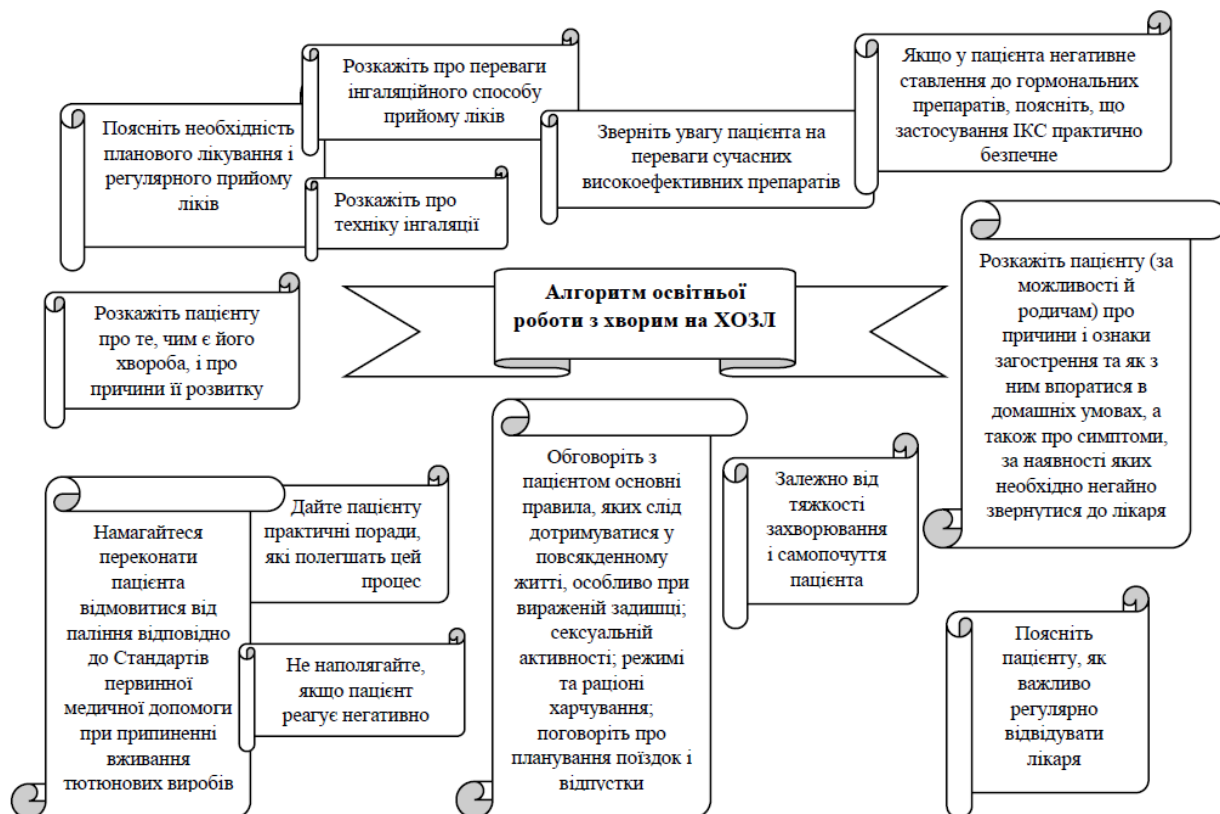 Поясніть необхідність
планового лікування і
регулярного прийому
ліків
Розкажіть про переваги
інгаляційного способу
прийому ліків
Розкажіть про
техніку інгаляції
Зверніть увагу пацієнта на
переваги сучасних
високоефективних препаратів
Якщо у пацієнта негативне
ставлення до гормональних
препаратів, поясніть, що
застосування ІКС практично
безпечне
Розкажіть пацієнту
про те, чим є його
хвороба, і про
причини її розвитку
Алгоритм освітньої
роботи з хворим на ХОЗЛ
Розкажіть пацієнту (за
можливості й
родичам) про
причини і ознаки
загострення та як з
ним впоратися в
домашніх умовах, а
також про симптоми,
за наявності яких
необхідно негайно
звернутися до лікаря
Намагайтеся
переконати
пацієнта
відмовитися від
паління відповідно
до Стандартів
первинної
медичної допомоги
при припиненні
вживання
тютюнових виробів
Дайте пацієнту
практичні поради,
які полегшать цей
процес
Не наполягайте,
якщо пацієнт
реагує негативно
Обговоріть з
пацієнтом основні
правила, яких слід
дотримуватися у
повсякденному
житті, особливо при
вираженій задишці;
сексуальній
активності; режимі
та раціоні
харчування;
поговоріть про
планування поїздок і
відпустки
Залежно від
тяжкості
захворювання
і самопочуття
пацієнта
Поясніть
пацієнту, як
важливо
регулярно
відвідувати
лікаря